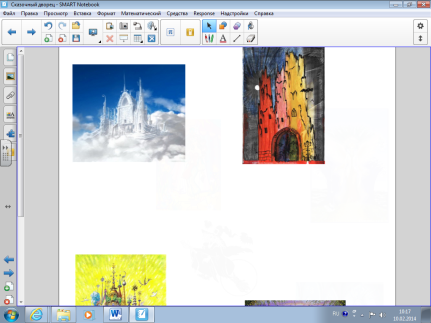 Сказочный дворец - SMART Notebook
Файл Правка Просмотр Вставка Формат Математический Средства Response Надстройки Справка
RU
10:17
10.02.2014